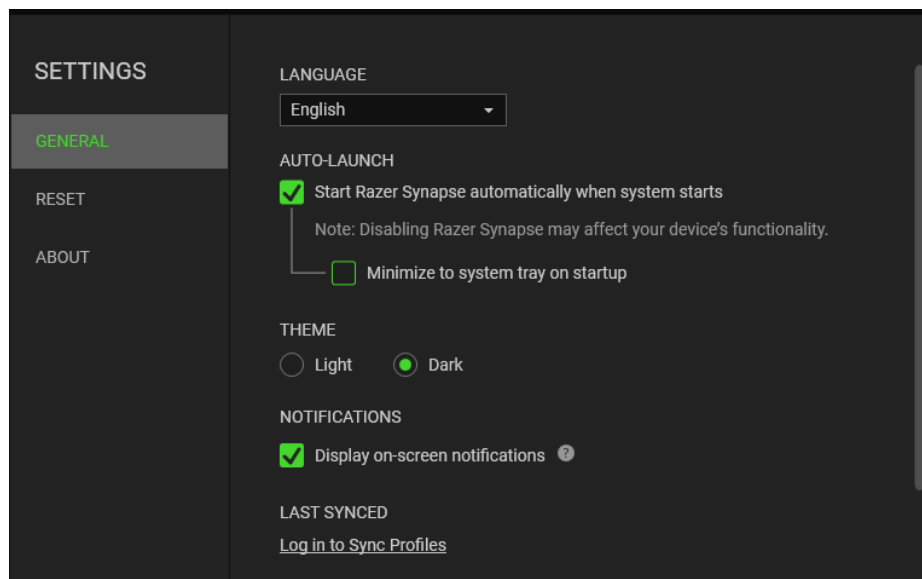 SETTINGS
GENERAL
RESET
ABOUT
LANGUAGE
English
AUTO-LAUNCH
Start Razer Synapse automatically when system starts
Note: Disabling Razer Synapse may affect your device’s functionality.
Minimize to system tray on startup
THEME
Light Dark
NOTIFICATIONS
Display on-screen notifications ?
LAST SYNCED
Log in to Sync Profiles